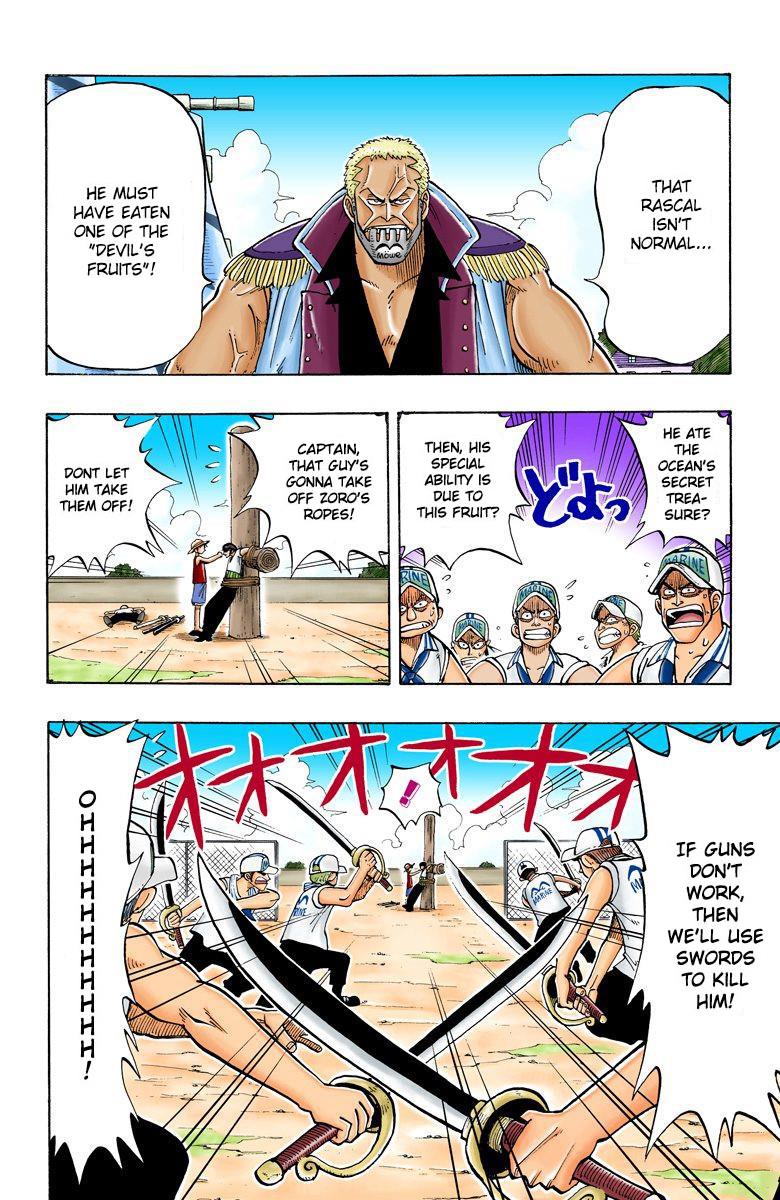 THAT
RASCAL
ISN'T
NORMAL...
HE MUST
HAVE EATEN
ONE OF THE
"DEVIL'S
FRUITS"!
MOWR
HE ATE
THE
OCEAN'S
SECRET
TREA-
SURE?
どよっ
THEN, HIS
SPECIAL
ABILITY IS
DUE TO
THIS FRUIT?
MARINE
MARINE
CAPTAIN,
THAT GUY'S
GONNA TAKE
OFF ZORO'S
ROPES!
DONT LET
HIM TAKE
THEM OFF!
IF GUNS
DON'T
WORK,
THEN
WE'LL USE
SWORDS
TO KILL
HIM!
オオオオオオ
!
MARINE
MARINE
OHHHHHHHHHHHH!